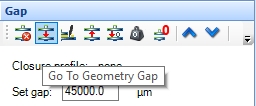 Gap
Closure profile: none
Go To Geometry Gap
Set gap: 45000.0 µm